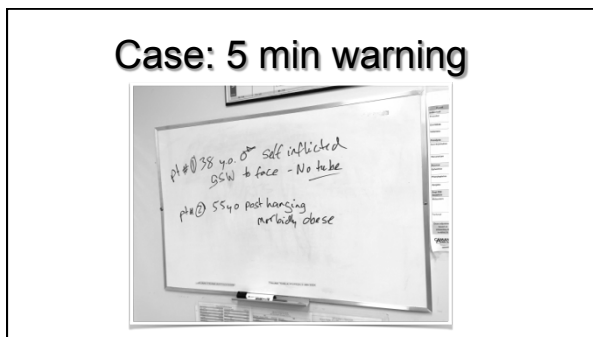 Case: 5 min warning
pt #① 38 y.o. ♂ self inflicted
GSW to face - No tube
pt# ② 55yo post hanging
morbidly obese